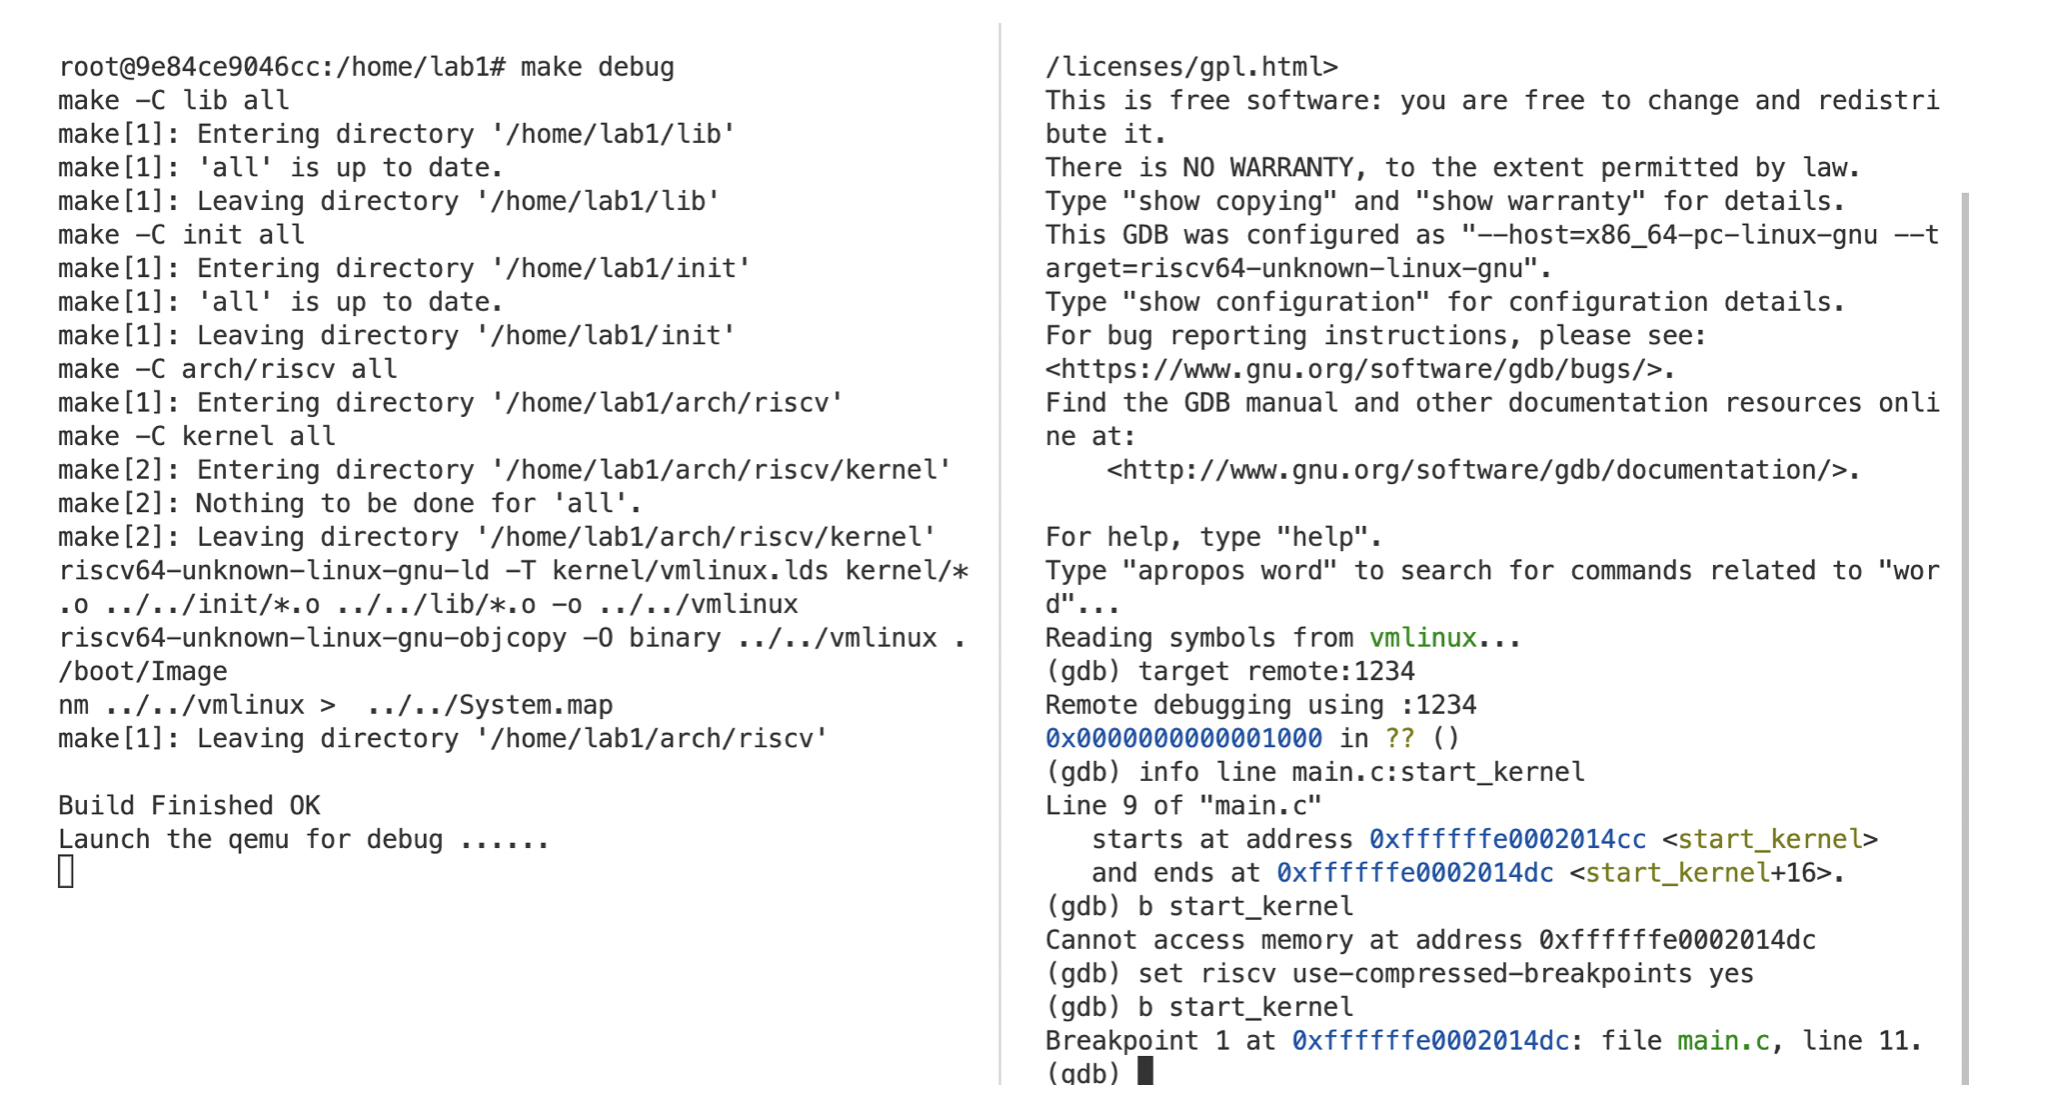 root@9e84ce9046cc:/home/lab1# make debug
make -C lib all
make[1]: Entering directory '/home/lab1/lib'
make[1]: 'all' is up to date.
make[1]: Leaving directory '/home/lab1/lib'
make -C init all
make[1]: Entering directory '/home/lab1/init'
make[1]: 'all' is up to date.
make[1]: Leaving directory '/home/lab1/init'
make -C arch/riscv all
make[1]: Entering directory '/home/lab1/arch/riscv'
make -C kernel all
make[2]: Entering directory '/home/lab1/arch/riscv/kernel'
make[2]: Nothing to be done for 'all'.
make[2]: Leaving directory '/home/lab1/arch/riscv/kernel'
riscv64-unknown-linux-gnu-ld -T kernel/vmlinux.lds kernel/*
.o ../../init/*.o ../../lib/*.o -o ../../vmlinux
riscv64-unknown-linux-gnu-objcopy -O binary ../../vmlinux .
/boot/Image
nm ../../vmlinux >  ../../System.map
make[1]: Leaving directory '/home/lab1/arch/riscv'

Build Finished OK
Launch the qemu for debug ......
/licenses/gpl.html>
This is free software: you are free to change and redistri
bute it.
There is NO WARRANTY, to the extent permitted by law.
Type "show copying" and "show warranty" for details.
This GDB was configured as "--host=x86_64-pc-linux-gnu --t
arget=riscv64-unknown-linux-gnu".
Type "show configuration" for configuration details.
For bug reporting instructions, please see:
<https://www.gnu.org/software/gdb/bugs/>.
Find the GDB manual and other documentation resources onli
ne at:
    <http://www.gnu.org/software/gdb/documentation/>.

For help, type "help".
Type "apropos word" to search for commands related to "wor
d"...
Reading symbols from vmlinux...
(gdb) target remote:1234
Remote debugging using :1234
0x0000000000001000 in ?? ()
(gdb) info line main.c:start_kernel
Line 9 of "main.c"
   starts at address 0xffffffe0002014cc <start_kernel>
   and ends at 0xffffffe0002014dc <start_kernel+16>.
(gdb) b start_kernel
Cannot access memory at address 0xffffffe0002014dc
(gdb) set riscv use-compressed-breakpoints yes
(gdb) b start_kernel
Breakpoint 1 at 0xffffffe0002014dc: file main.c, line 11.
(gdb)